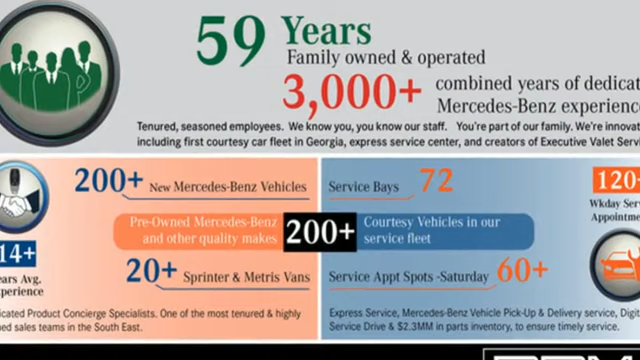 59 Years
Family owned & operated
3,000+ combined years of dedicat
Mercedes-Benz experienc
Tenured, seasoned employees. We know you, you know our staff. You're part of our family. We're innovat
including first courtesy car fleet in Georgia, express service center, and creators of Executive Valet Servi
200+ New Mercedes-Benz Vehicles
Service Bays 72
120+
Wkday Serv
Appointme
Pre-Owned Mercedes-Benz
and other quality makes
200+
Courtesy Vehicles in our
service fleet
14+
ears Avg.
xperience
20+ Sprinter & Metris Vans
Service Appt Spots -Saturday 60+
icated Product Concierge Specialists. One of the most tenured & highly
ned sales teams in the South East.
Express Service, Mercedes-Benz Vehicle Pick-Up & Delivery service, Digit
Service Drive & $2.3MM in parts inventory, to ensure timely service.